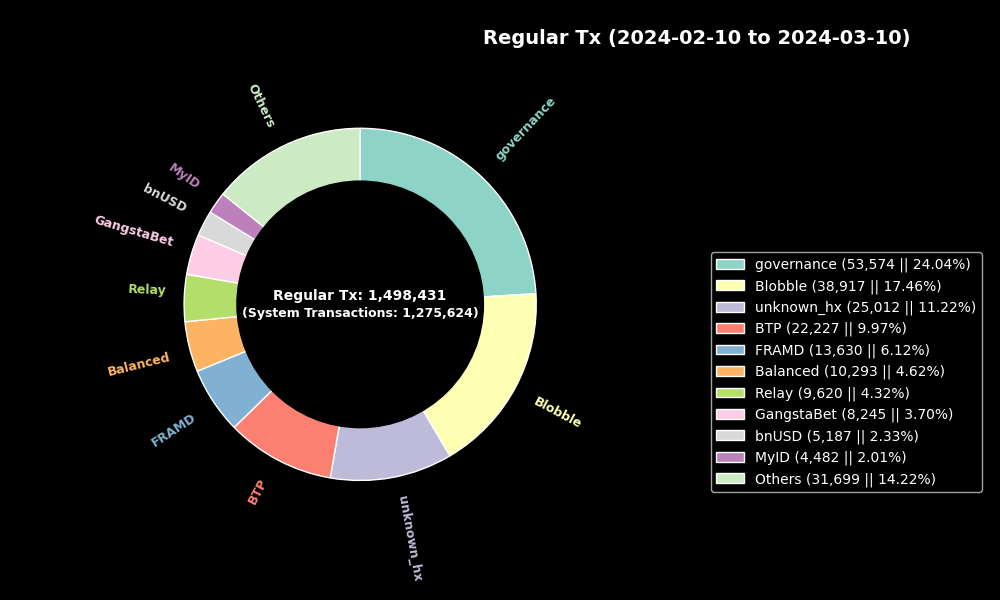 Regular Tx (2024-02-10 to 2024-03-10)
governance
Others
MyID
bnUSD
GangstaBet
Relay
Balanced
FRAMD
BTP
unknown_hx
Blobble
Regular Tx: 1,498,431
(System Transactions: 1,275,624)
governance (53,574 || 24.04%)
Blobble (38,917 || 17.46%)
unknown_hx (25,012 || 11.22%)
BTP (22,227 || 9.97%)
FRAMD (13,630 || 6.12%)
Balanced (10,293 || 4.62%)
Relay (9,620 || 4.32%)
GangstaBet (8,245 || 3.70%)
bnUSD (5,187 || 2.33%)
MyID (4,482 || 2.01%)
Others (31,699 || 14.22%)